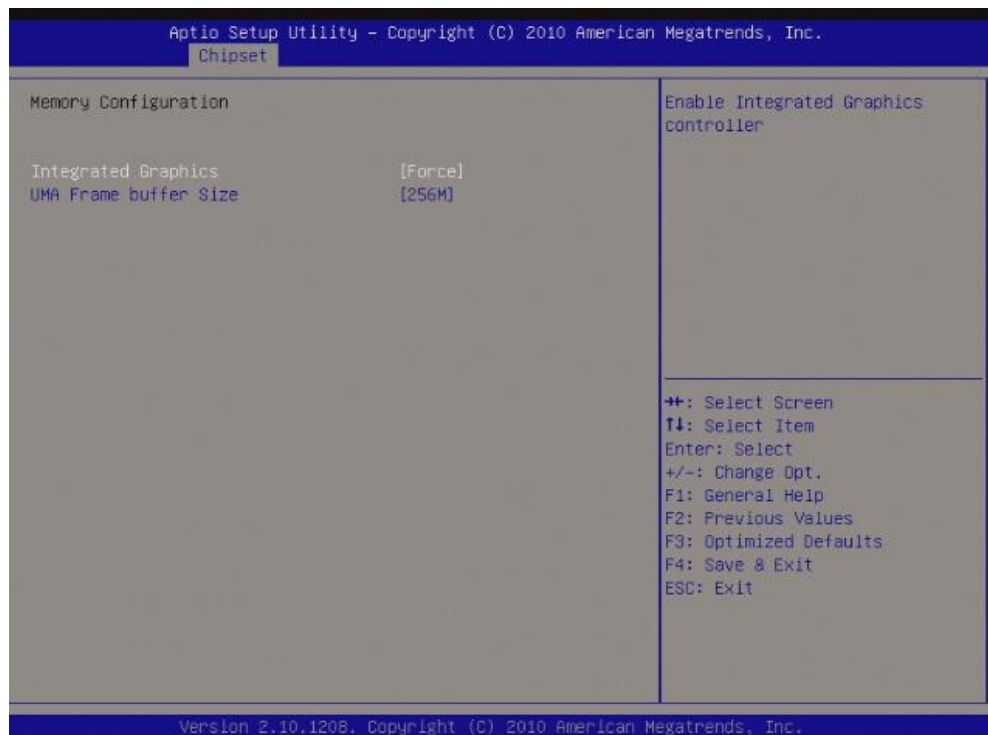 Aptio Setup Utility – Copyright (C) 2010 American Megatrends, Inc.
Chipset
Memory Configuration
Integrated Graphics [Force]
UMA Frame buffer Size [256M]
Enable Integrated Graphics
controller
→←: Select Screen
↑↓: Select Item
Enter: Select
+/-: Change Opt.
F1: General Help
F2: Previous Values
F3: Optimized Defaults
F4: Save & Exit
ESC: Exit
Version 2.10.1208. Copyright (C) 2010 American Megatrends, Inc.